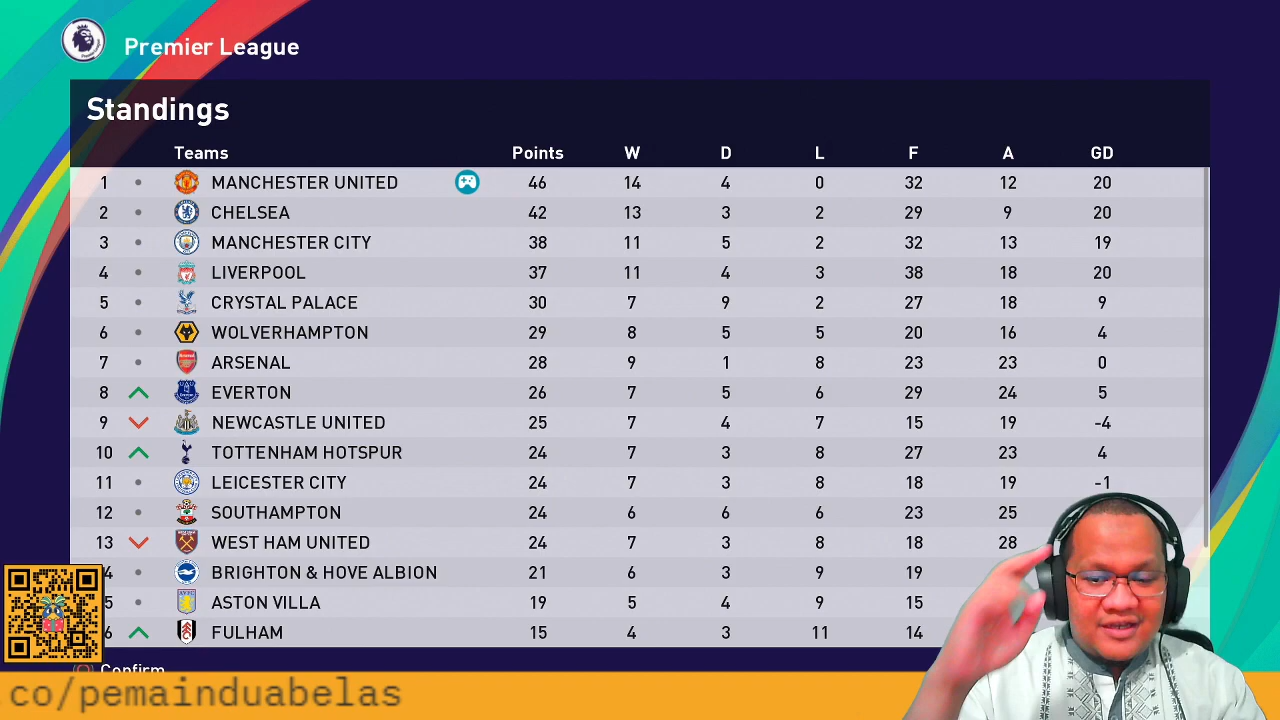 Premier League
Standings
Teams Points W D L F A GD
1 MANCHESTER UNITED 46 14 4 0 32 12 20
2 CHELSEA 42 13 3 2 29 9 20
3 MANCHESTER CITY 38 11 5 2 32 13 19
4 LIVERPOOL 37 11 4 3 38 18 20
5 CRYSTAL PALACE 30 7 9 2 27 18 9
6 WOLVERHAMPTON 29 8 5 5 20 16 4
7 ARSENAL 28 9 1 8 23 23 0
8 EVERTON 26 7 5 6 29 24 5
9 NEWCASTLE UNITED 25 7 4 7 15 19 -4
10 TOTTENHAM HOTSPUR 24 7 3 8 27 23 4
11 LEICESTER CITY 24 7 3 8 18 19 -1
12 SOUTHAMPTON 24 6 6 6 23 25
13 WEST HAM UNITED 24 7 3 8 18 28
4 BRIGHTON & HOVE ALBION 21 6 3 9 19
5 ASTON VILLA 19 5 4 9 15
6 FULHAM 15 4 3 11 14
Confirm
co/pemainduabelas